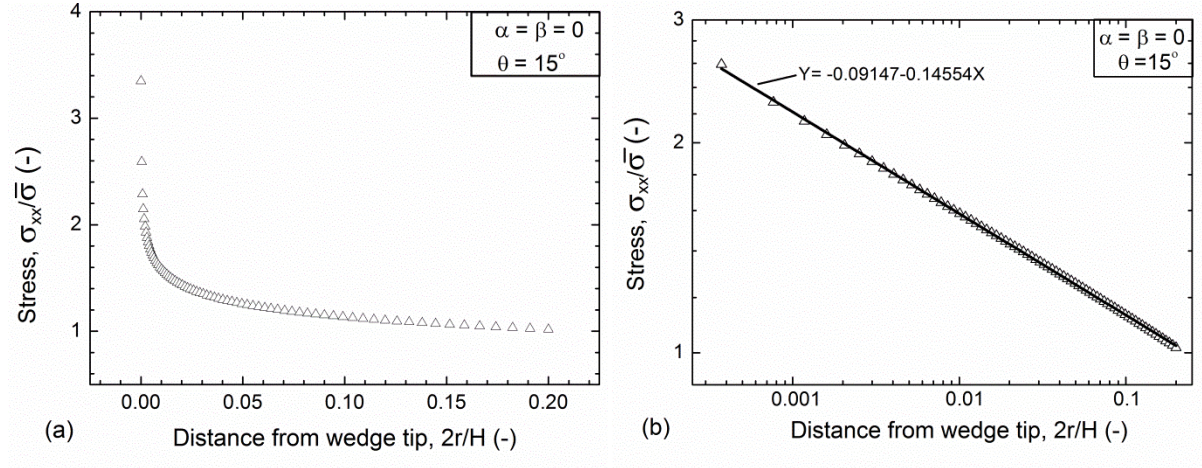 4
3
2
1
Stress, σxx/σ̄ (-)
α = β = 0
θ = 15°
0.00 0.05 0.10 0.15 0.20
(a)
Distance from wedge tip, 2r/H (-)
3
2
1
Stress, σxx/σ̄ (-)
α = β = 0
θ =15°
Y= -0.09147-0.14554X
0.001 0.01 0.1
(b)
Distance from wedge tip, 2r/H (-)